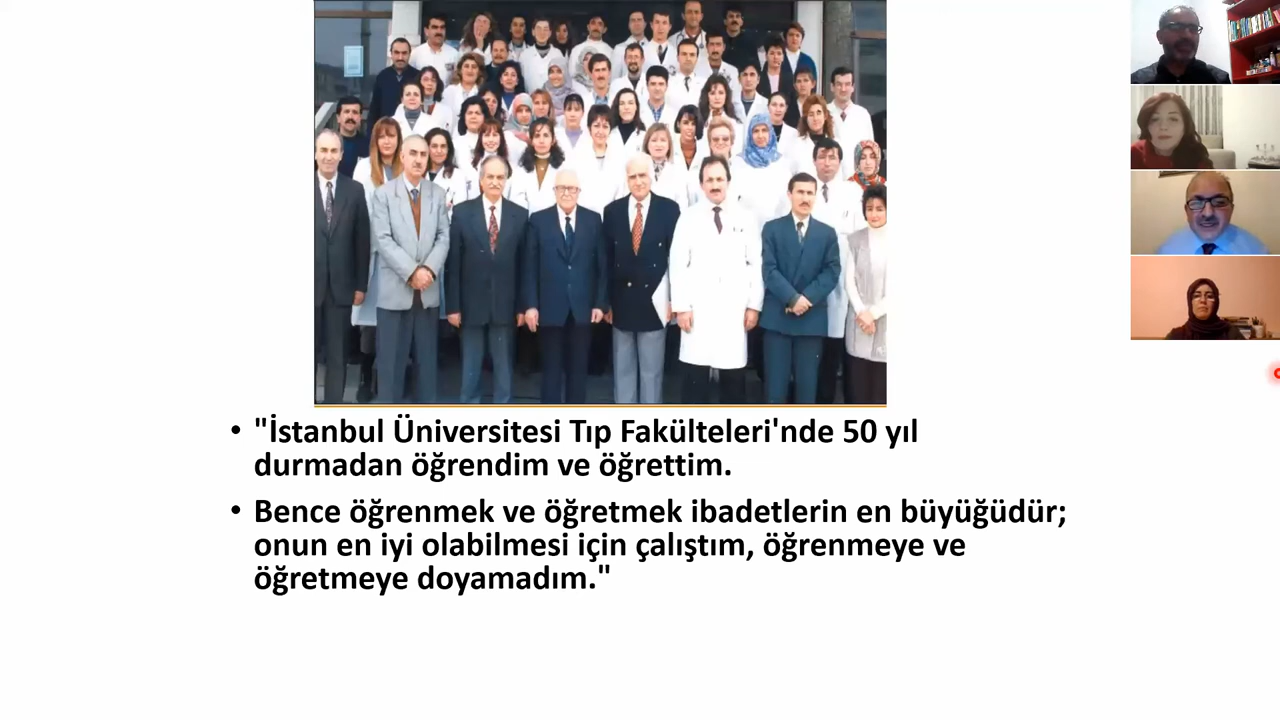 • "İstanbul Üniversitesi Tıp Fakülteleri'nde 50 yıl
durmadan öğrendim ve öğrettim.
• Bence öğrenmek ve öğretmek ibadetlerin en büyüğüdür;
onun en iyi olabilmesi için çalıştım, öğrenmeye ve
öğretmeye doyamadım."